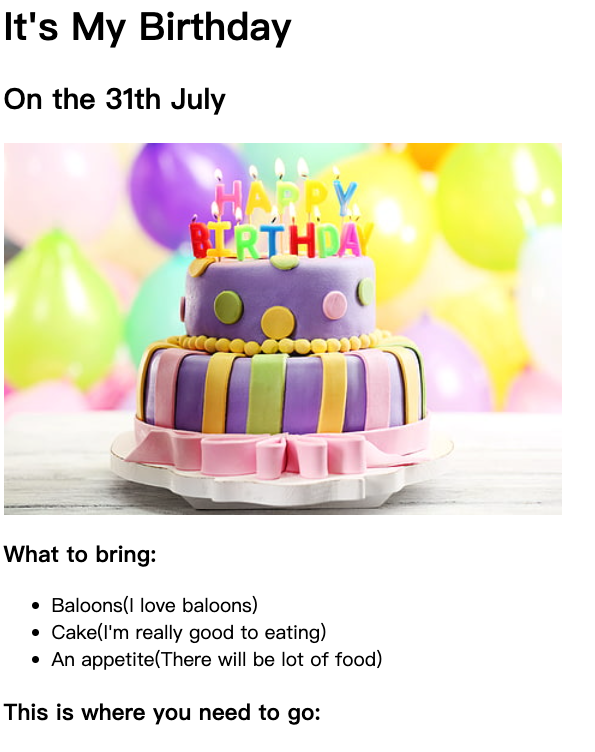 It's My Birthday
On the 31th July
HAPPY
BIRTHDAY
What to bring:
Baloons(I love baloons)
Cake(I'm really good to eating)
An appetite(There will be lot of food)
This is where you need to go: